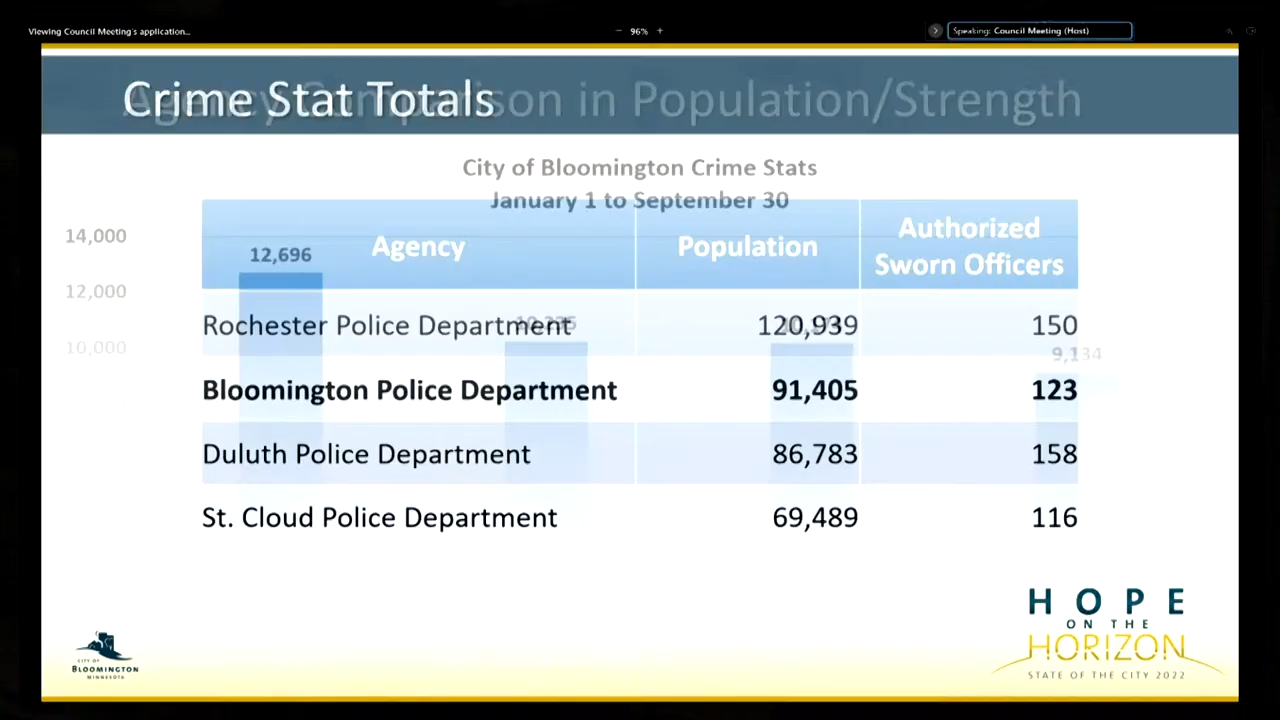 Viewing Council Meeting's application...
96%
Speaking: Council Meeting (Host)
Crime Stat Totals
Agency Comparison in Population/Strength
City of Bloomington Crime Stats
January 1 to September 30
14,000
12,000
10,000
12,696
9,134
Agency Population Authorized Sworn Officers
Rochester Police Department 120,939 150
Bloomington Police Department 91,405 123
Duluth Police Department 86,783 158
St. Cloud Police Department 69,489 116
CITY OF
BLOOMINGTON
MINNESOTA
HOPE
ON THE
HORIZON
STATE OF THE CITY 2022